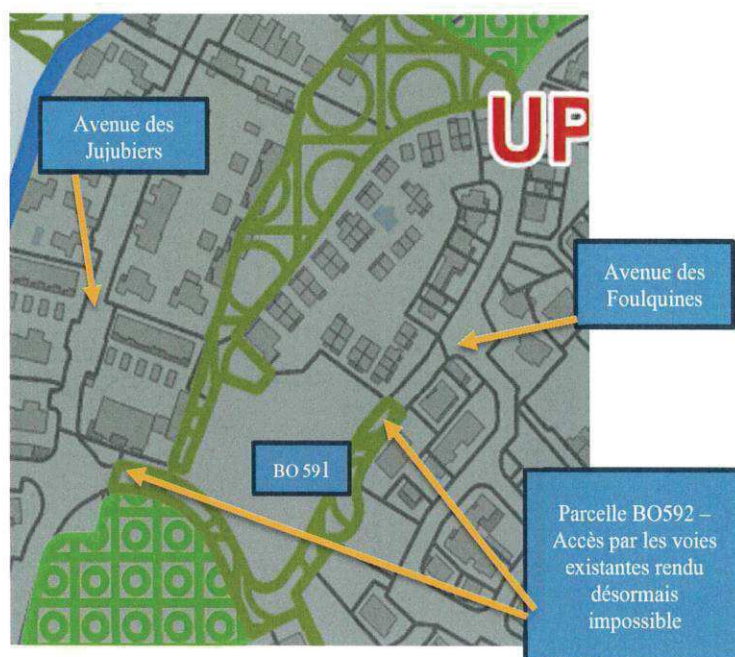 Avenue des
Jujubiers
UP
Avenue des
Foulquines
BO 591
Parcelle BO592 –
Accès par les voies
existantes rendu
désormais
impossible